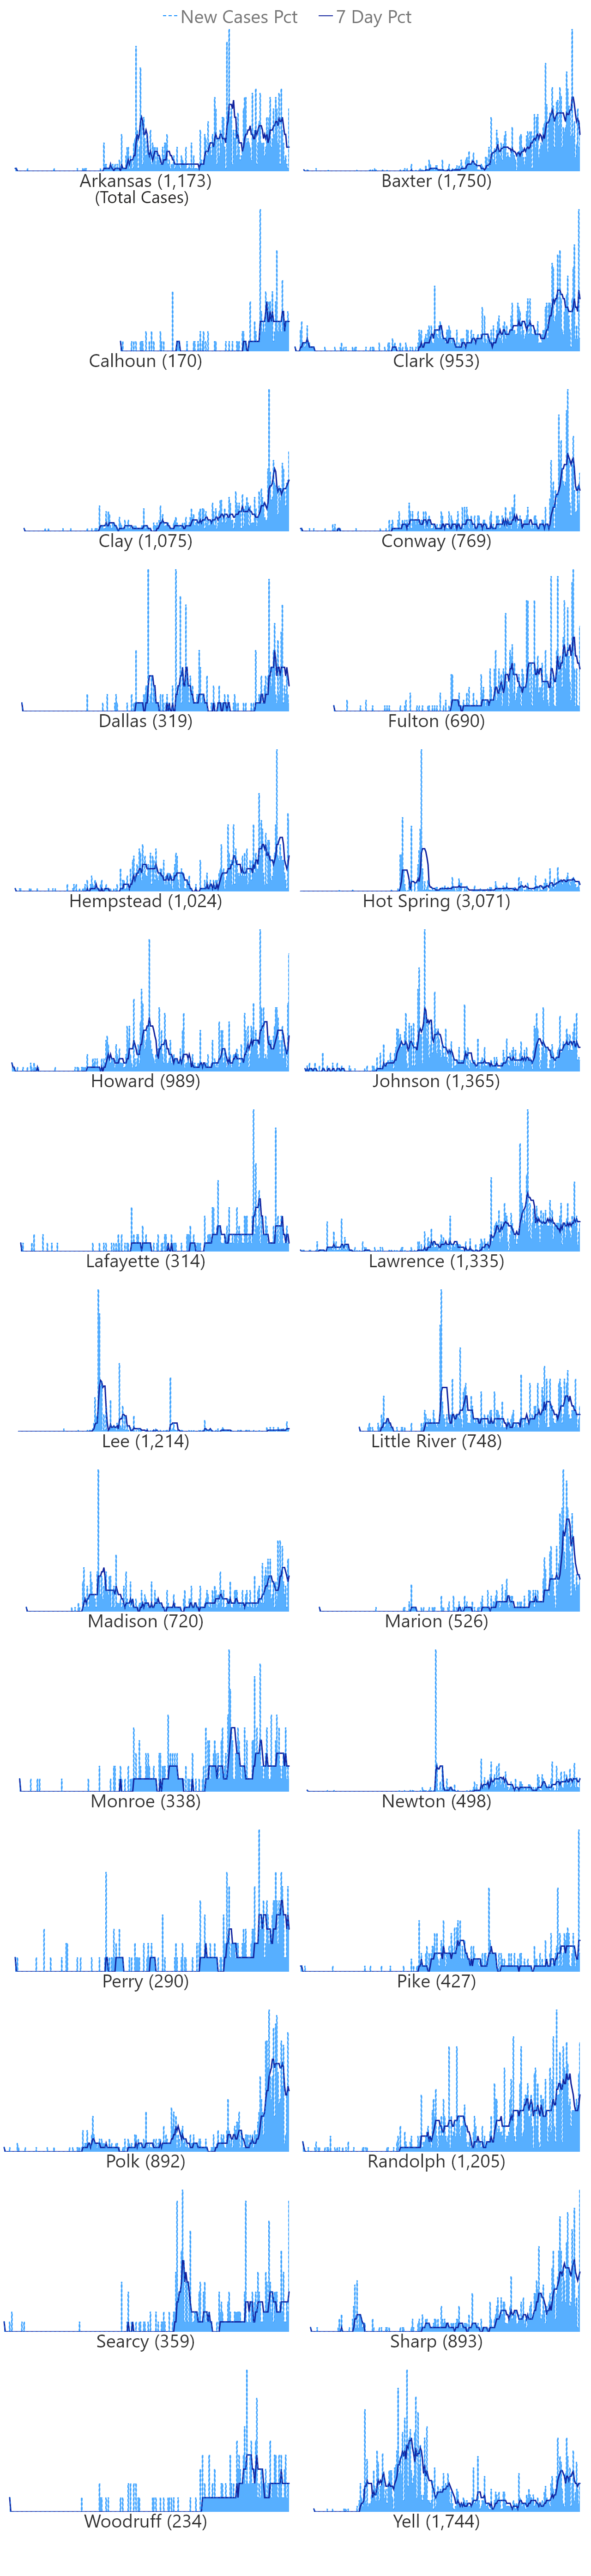 New Cases Pct 7 Day Pct
Arkansas (1,173) Baxter (1,750)
(Total Cases)
Calhoun (170) Clark (953)
Clay (1,075) Conway (769)
Dallas (319) Fulton (690)
Hempstead (1,024) Hot Spring (3,071)
Howard (989) Johnson (1,365)
Lafayette (314) Lawrence (1,335)
Lee (1,214) Little River (748)
Madison (720) Marion (526)
Monroe (338) Newton (498)
Perry (290) Pike (427)
Polk (892) Randolph (1,205)
Searcy (359) Sharp (893)
Woodruff (234) Yell (1,744)